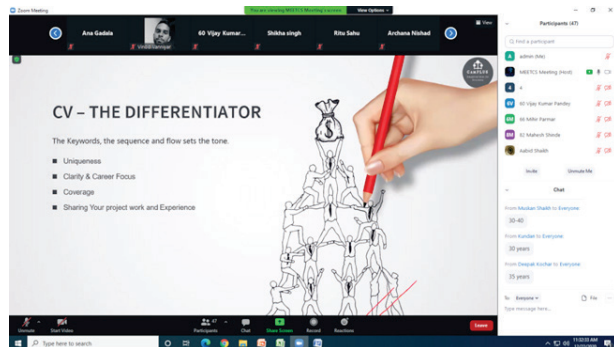 Zoom Meeting
You are viewing MEETCS Meeting's screen
View Options
View
Ana Gadala
60 Vijay Kumar...
Shikha singh
Ritu Sahu
Archana Nishad
CV – THE DIFFERENTIATOR
The Keywords, the sequence and flow sets the tone.
Uniqueness
Clarity & Career Focus
Coverage
Sharing Your project work and Experience
Unmute
Start Video
47
Participants
Chat
Share Screen
Record
Reactions
Leave
Participants (47)
Find a participant
admin (Me)
MEETCS Meeting (Host)
60 Vijay Kumar Pandey
66 Mihir Parmar
82 Mahesh Shinde
Aabid Shaikh
Invite
Unmute Me
Chat
From Muskan Shaikh to Everyone
30-40
From Kundan to Everyone
30 years
From Deepak Kochar to Everyone
35 years
To: Everyone
File
Type message here...
Type here to search